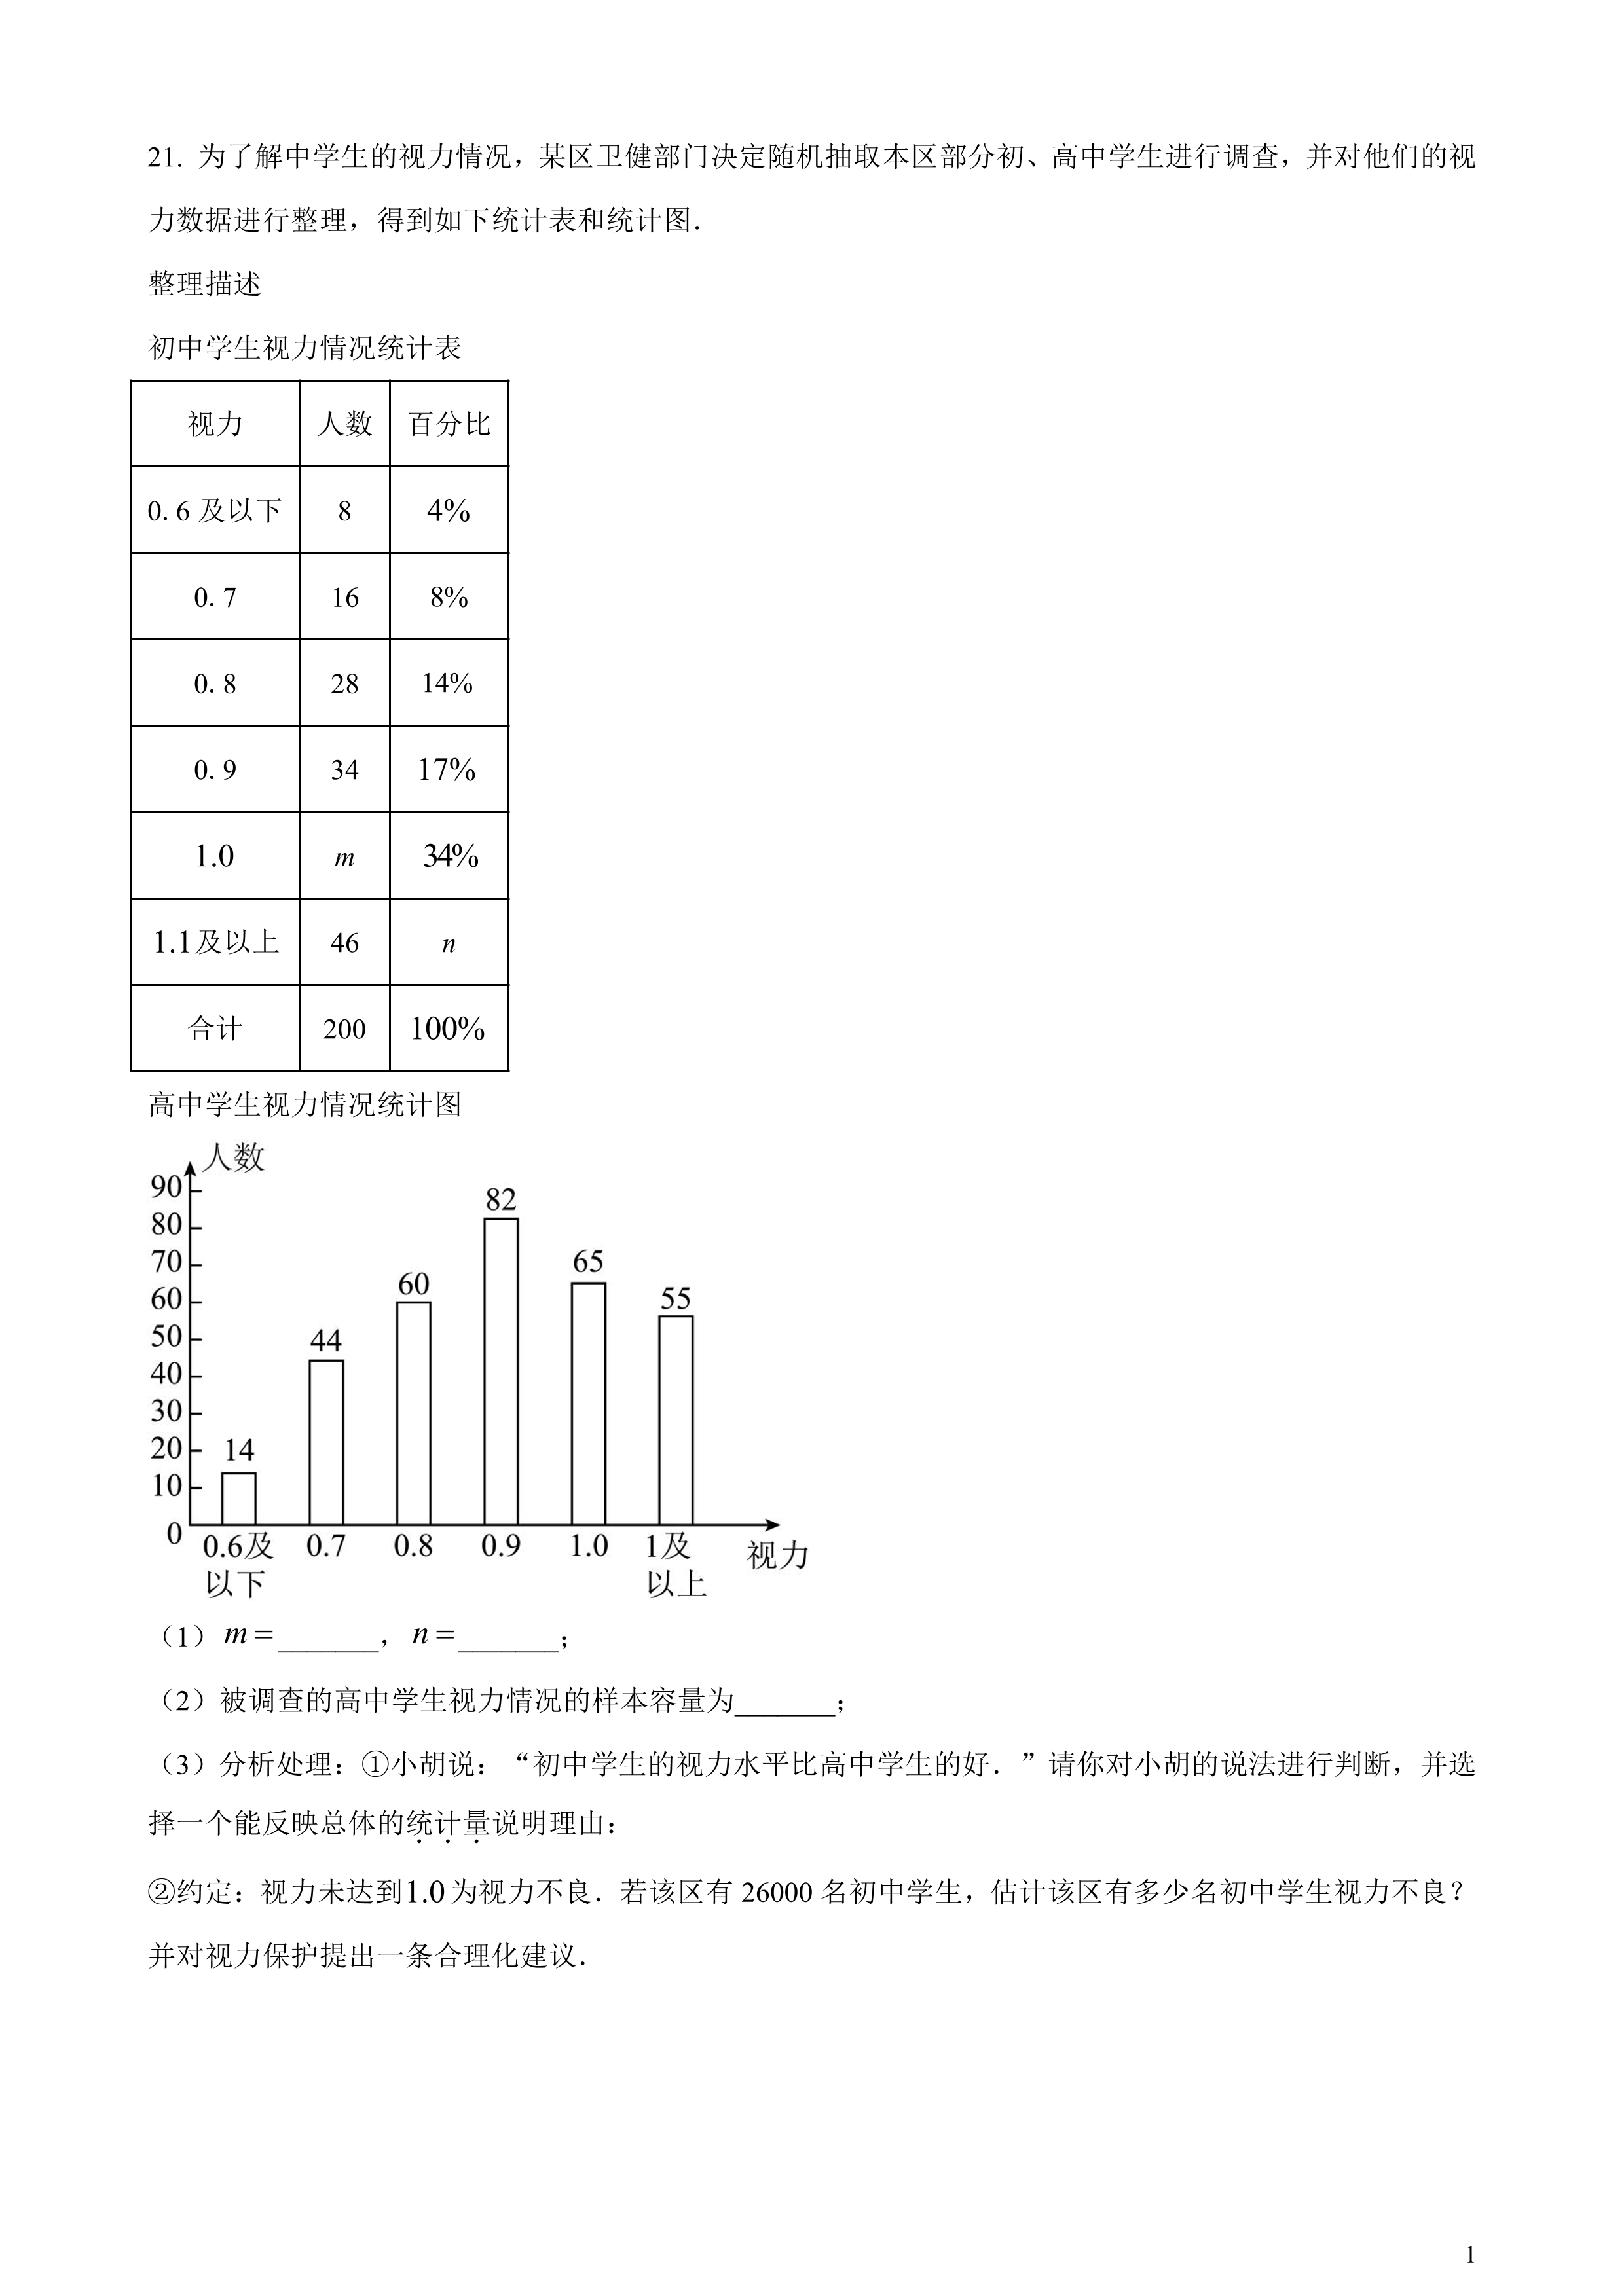 21. 为了解中学生的视力情况，某区卫健部门决定随机抽取本区部分初、高中学生进行调查，并对他们的视
力数据进行整理，得到如下统计表和统计图．
整理描述
初中学生视力情况统计表
视力 人数 百分比
0.6及以下 8 4%
0.7 16 8%
0.8 28 14%
0.9 34 17%
1.0 m 34%
1.1及以上 46 n
合计 200 100%
高中学生视力情况统计图
人数
90
80
70
60
50
40
30
20
10
0
14
44
60
82
65
55
0.6及以下 0.7 0.8 0.9 1.0 1及以上 视力
（1）m=_______，n=_______；
（2）被调查的高中学生视力情况的样本容量为_______；
（3）分析处理：①小胡说：“初中学生的视力水平比高中学生的好．”请你对小胡的说法进行判断，并选
择一个能反映总体的统计量说明理由：
②约定：视力未达到1.0为视力不良．若该区有 26000 名初中学生，估计该区有多少名初中学生视力不良？
并对视力保护提出一条合理化建议．
1